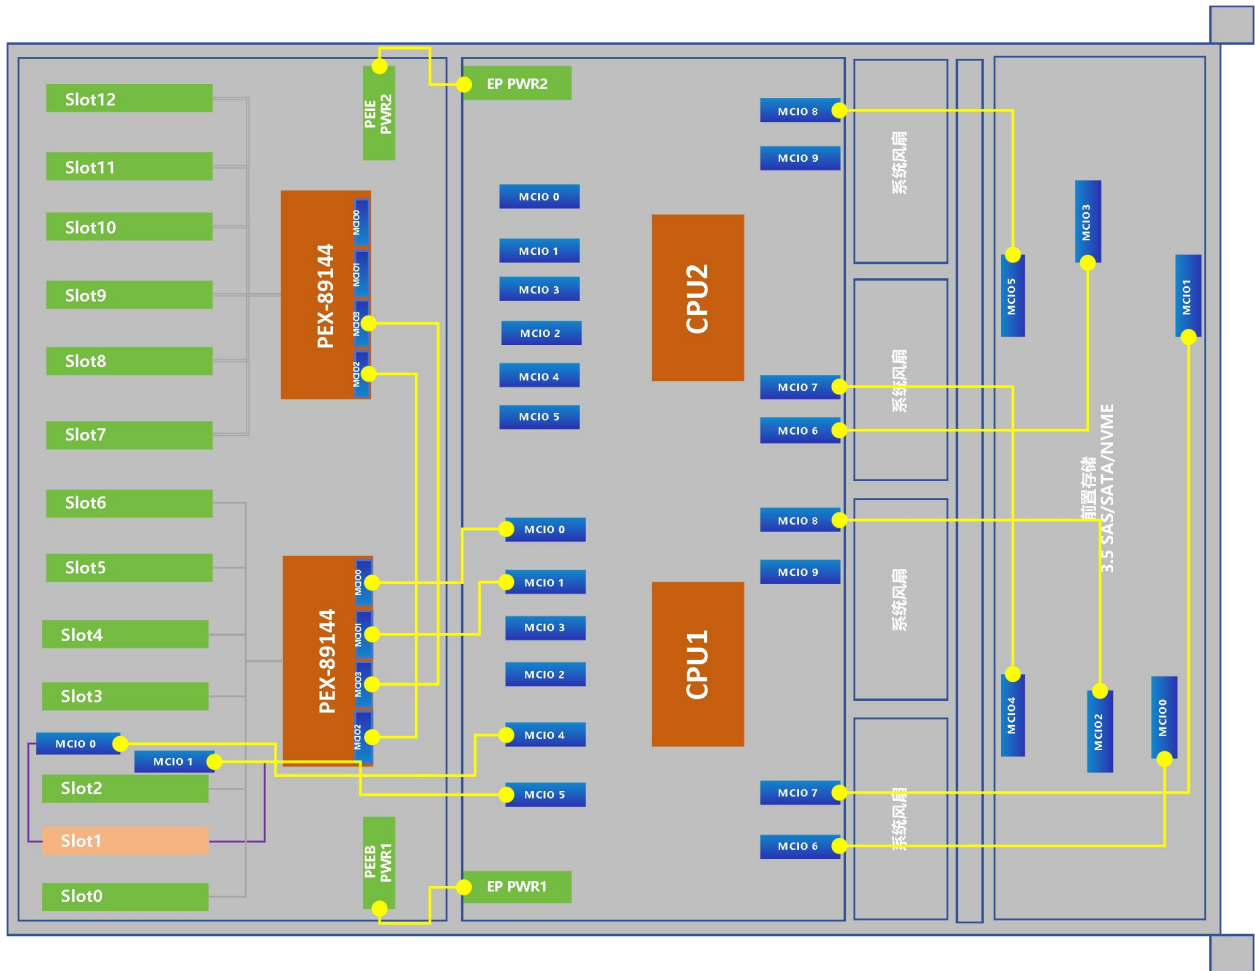 Slot12
Slot11
Slot10
Slot9
Slot8
Slot7
Slot6
Slot5
Slot4
Slot3
MCIO 0
MCIO 1
Slot2
Slot1
Slot0
PEIE
PWR2
PEX-89144
MCIO0
MCIO1
MCIO3
MCIO2
PEX-89144
MCIO0
MCIO1
MCIO3
MCIO2
PEEB
PWR1
EP PWR2
MCIO 0
MCIO 1
MCIO 3
MCIO 2
MCIO 4
MCIO 5
MCIO 0
MCIO 1
MCIO 3
MCIO 2
MCIO 4
MCIO 5
EP PWR1
CPU2
CPU1
MCIO 8
MCIO 9
MCIO 7
MCIO 6
MCIO 8
MCIO 9
MCIO 7
MCIO 6
系统风扇
系统风扇
系统风扇
系统风扇
MCIO5
MCIO3
MCIO1
前置存储
3.5 SAS/SATA/NVME
MCIO4
MCIO2
MCIO0